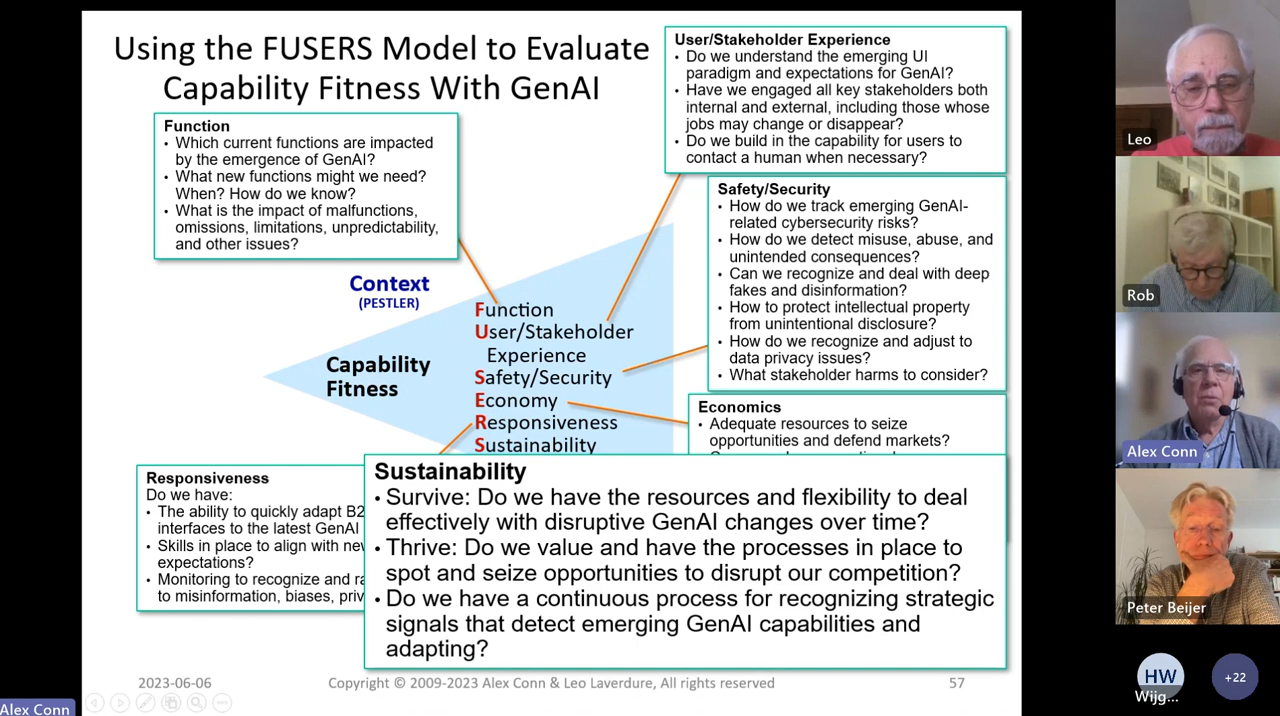 Using the FUSERS Model to Evaluate
Capability Fitness With GenAI
Function
• Which current functions are impacted
by the emergence of GenAI?
• What new functions might we need?
When? How do we know?
• What is the impact of malfunctions,
omissions, limitations, unpredictability,
and other issues?
User/Stakeholder Experience
• Do we understand the emerging UI
paradigm and expectations for GenAI?
• Have we engaged all key stakeholders both
internal and external, including those whose
jobs may change or disappear?
• Do we build in the capability for users to
contact a human when necessary?
Safety/Security
• How do we track emerging GenAI-
related cybersecurity risks?
• How do we detect misuse, abuse, and
unintended consequences?
• Can we recognize and deal with deep
fakes and disinformation?
• How to protect intellectual property
from unintentional disclosure?
• How do we recognize and adjust to
data privacy issues?
• What stakeholder harms to consider?
Context
(PESTLER)
Capability
Fitness
Function
User/Stakeholder
Experience
Safety/Security
Economy
Responsiveness
Sustainability
Economics
• Adequate resources to seize
opportunities and defend markets?
Responsiveness
Do we have:
• The ability to quickly adapt B2
interfaces to the latest GenAI
• Skills in place to align with new
expectations?
• Monitoring to recognize and ra
to misinformation, biases, priv
Sustainability
• Survive: Do we have the resources and flexibility to deal
effectively with disruptive GenAI changes over time?
• Thrive: Do we value and have the processes in place to
spot and seize opportunities to disrupt our competition?
• Do we have a continuous process for recognizing strategic
signals that detect emerging GenAI capabilities and
adapting?
2023-06-06
Copyright © 2009-2023 Alex Conn & Leo Laverdure, All rights reserved
57
Alex Conn
Leo
Rob
Alex Conn
Peter Beijer
HW
Wijg...
+22